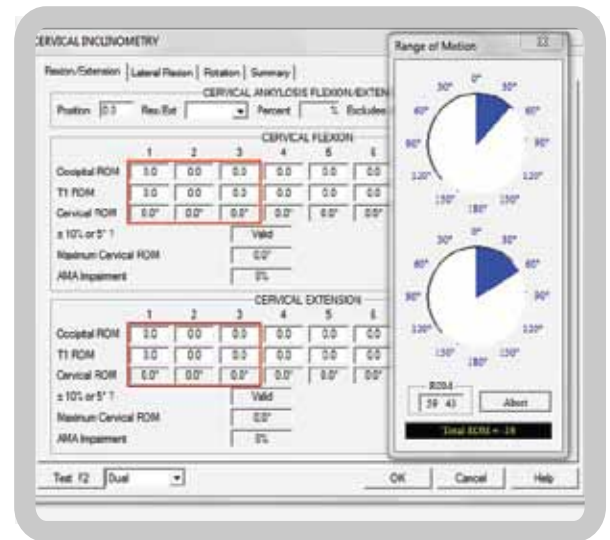 CERVICAL INCLINOMETRY
Flexion/Extension Lateral Flexion Rotation Summary
CERVICAL ANKYLOSIS FLEXION/EXTEN
Position 0.0 Flex/Ext Percent % Excludes
CERVICAL FLEXION
1 2 3 4 5 6
Occipital ROM 0.0 0.0 0.0 0.0 0.0
T1 ROM 0.0 0.0 0.0 0.0 0.0
Cervical ROM 0.0° 0.0° 0.0° 0.0° 0.0° 0.0°
± 10% or 5° ? Valid
Maximum Cervical ROM 0.0°
AMA Impairment 0%
CERVICAL EXTENSION
1 2 3 4 5 6
Occipital ROM 0.0 0.0 0.0 0.0 0.0
T1 ROM 0.0 0.0 0.0 0.0 0.0
Cervical ROM 0.0° 0.0° 0.0° 0.0° 0.0° 0.0°
± 10% or 5° ? Valid
Maximum Cervical ROM 0.0°
AMA Impairment 0%
Test F2 Dual OK Cancel Help
Range of Motion
0°
30° 30°
60° 60°
90° 90°
120° 120°
150° 150°
180°
0°
30° 30°
60° 60°
90° 90°
120° 120°
150° 150°
180°
ROM
43 Abort
Total ROM =